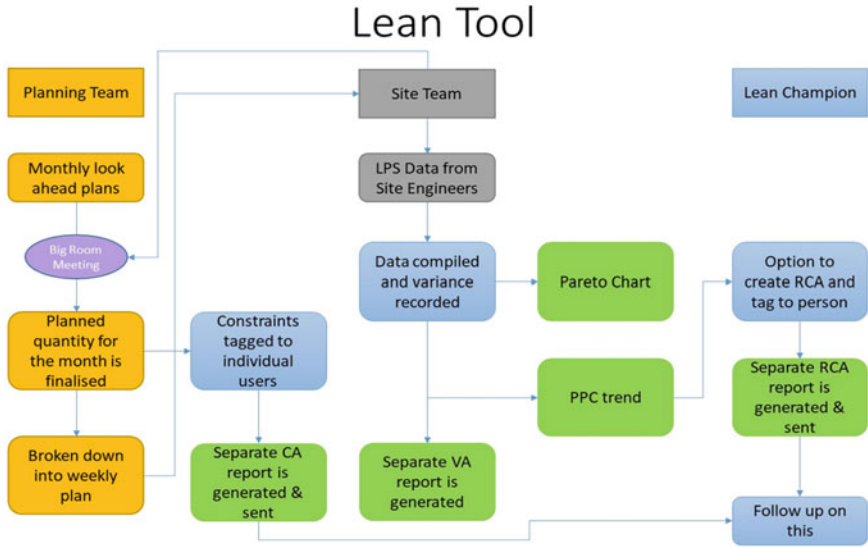 Lean Tool
Planning Team
Site Team
Lean Champion
Monthly look
ahead plans
LPS Data from
Site Engineers
Big Room
Meeting
Data compiled
and variance
recorded
Pareto Chart
Option to
create RCA and
tag to person
Planned
quantity for
the month is
finalised
Constraints
tagged to
individual
users
PPC trend
Separate RCA
report is
generated &
sent
Broken down
into weekly
plan
Separate CA
report is
generated &
sent
Separate VA
report is
generated
Follow up on
this